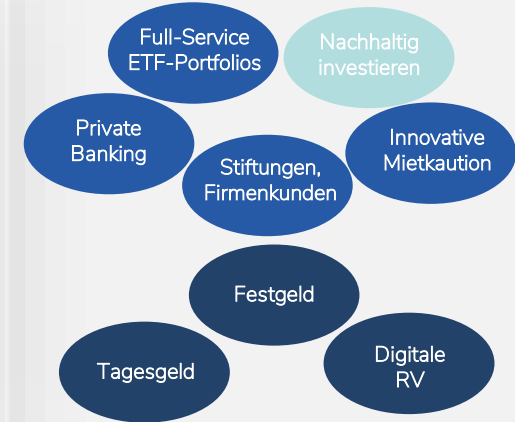 Full-Service
ETF-Portfolios
Nachhaltig
investieren
Private
Banking
Innovative
Mietkaution
Stiftungen,
Firmenkunden
Festgeld
Tagesgeld
Digitale
RV